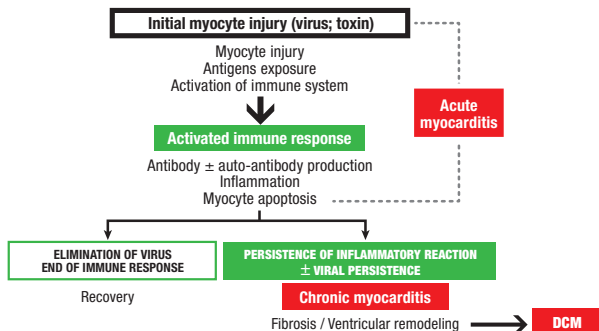 Initial myocyte injury (virus; toxin)
Myocyte injury
Antigens exposure
Activation of immune system
Acute
myocarditis
Activated immune response
Antibody ± auto-antibody production
Inflammation
Myocyte apoptosis
ELIMINATION OF VIRUS
END OF IMMUNE RESPONSE
Recovery
PERSISTENCE OF INFLAMMATORY REACTION
± VIRAL PERSISTENCE
Chronic myocarditis
Fibrosis / Ventricular remodeling
DCM